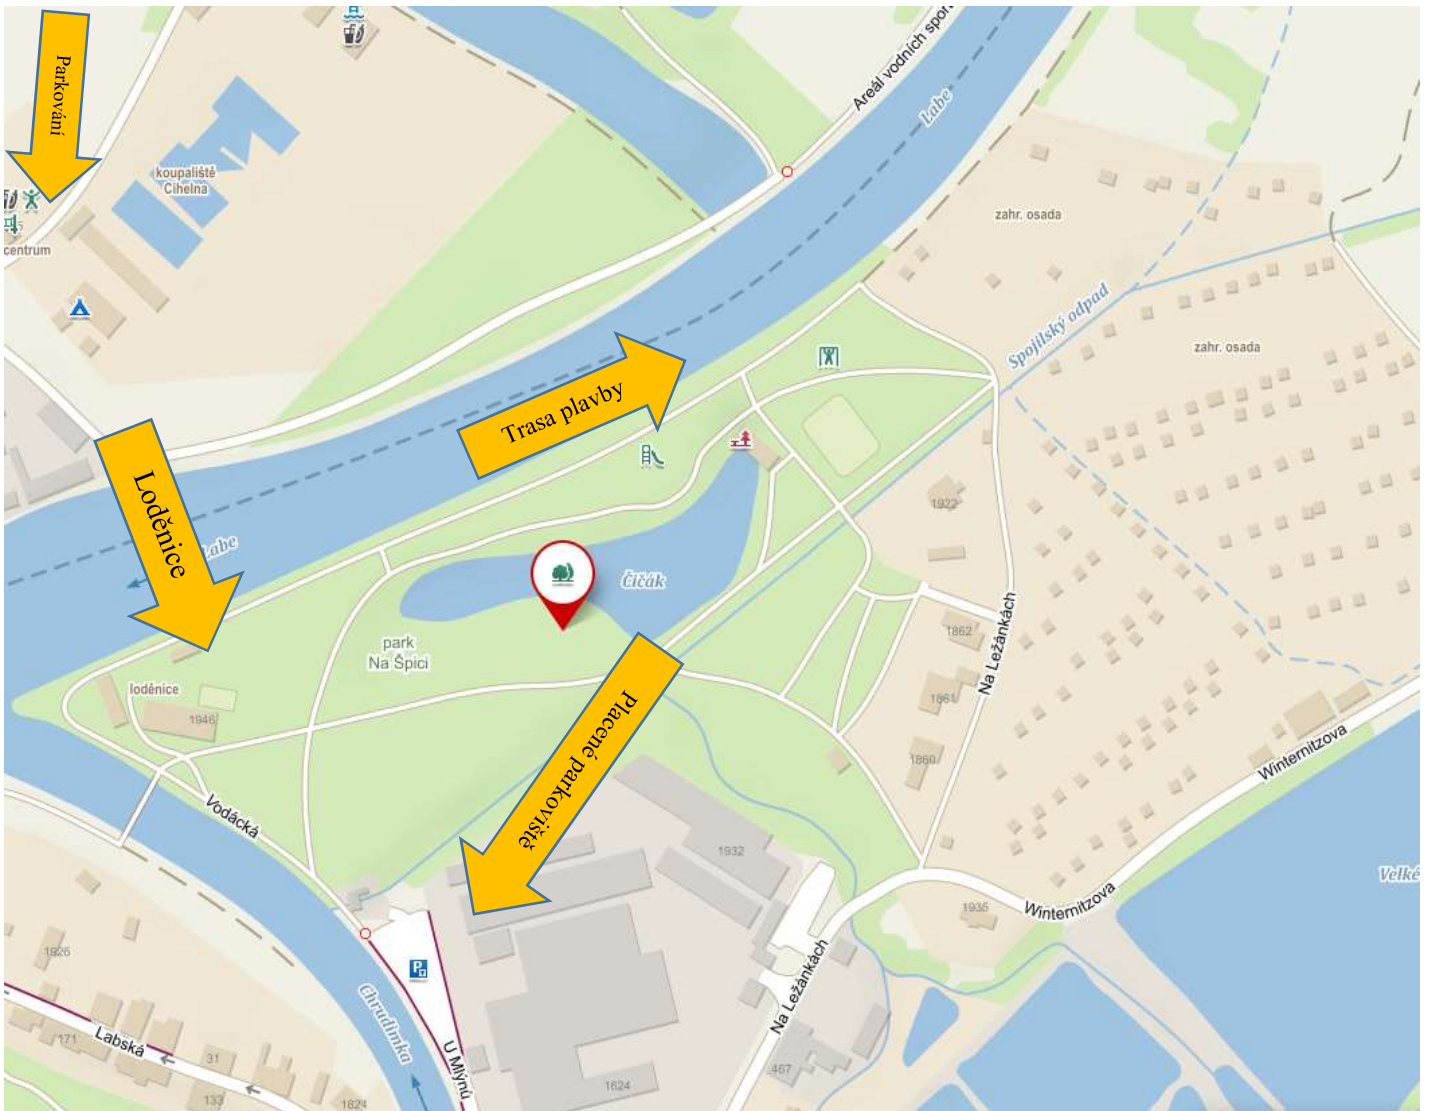 Parkování
koupaliště
Cihelna
centrum
Areál vodních spor
Labe
zahr. osada
Spojilský odpad
zahr. osada
Trasa plavby
Loděnice
Labe
Čičák
park
Na Špici
loděnice
1946
Placené parkoviště
1922
1862
1861
1860
Na Ležánkách
Winternitzova
Vodácká
1932
1935
Winternitzova
Velké
1926
P
Na Ležánkách
Chrudimka
Labská
171
31
133
1824
U Mlýnů
1624
467